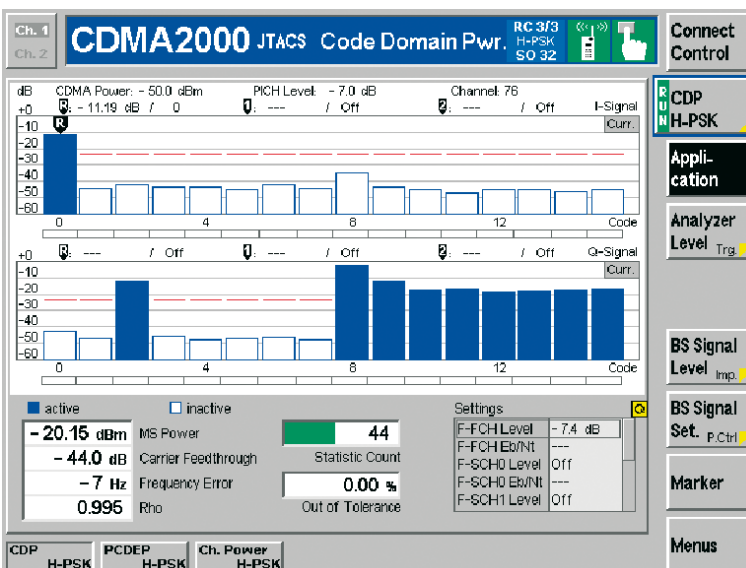 Ch. 1
Ch. 2
CDMA2000 JTACS Code Domain Pwr.
RC 3/3
H-PSK
SO 32
Connect Control
dB CDMA Power: - 50.0 dBm PICH Level: - 7.0 dB Channel: 76
+0 R: - 11.19 dB / 0 1: --- / Off 2: --- / Off I-Signal
R
Curr.
-10
-20
-30
-40
-50
-60
0 4 8 12 Code
+0 R: --- / Off 1: --- / Off 2: --- / Off Q-Signal
Curr.
-10
-20
-30
-40
-50
-60
0 4 8 12 Code
active inactive
- 20.15 dBm MS Power
- 44.0 dB Carrier Feedthrough
- 7 Hz Frequency Error
0.995 Rho
44
Statistic Count
0.00 %
Out of Tolerance
Settings
F-FCH Level - 7.4 dB
F-FCH Eb/Nt ---
F-SCH0 Level Off
F-SCH0 Eb/Nt ---
F-SCH1 Level Off
RUN
CDP
H-PSK
Appli-
cation
Analyzer
Level Trg.
BS Signal
Level Imp.
BS Signal
Set. P.Ctrl
Marker
Menus
CDP
H-PSK
PCDEP
H-PSK
Ch. Power
H-PSK